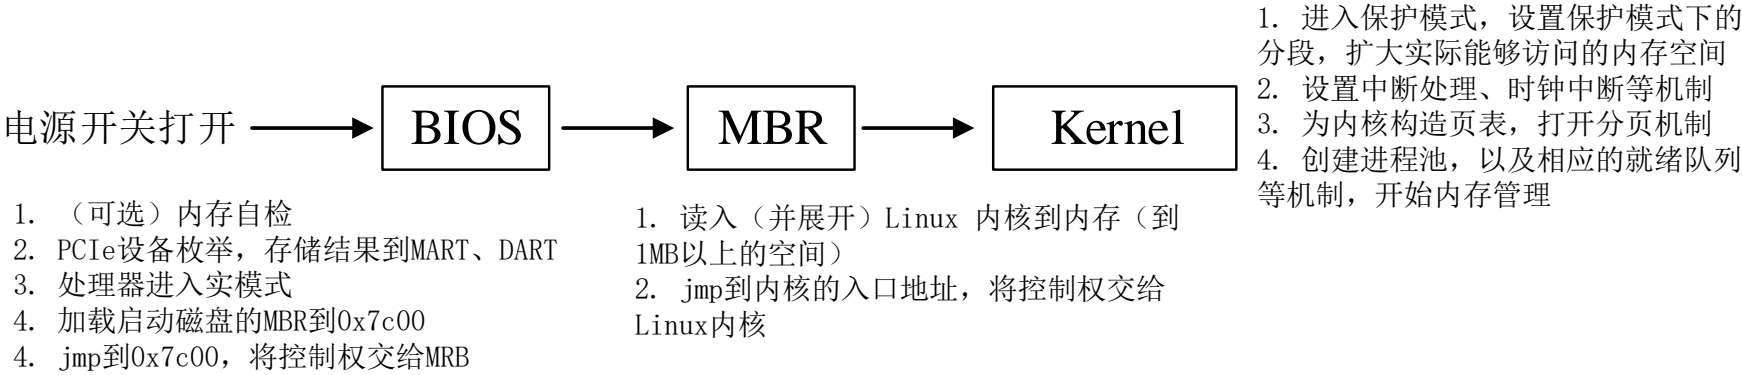 电源开关打开
BIOS
MBR
Kernel
1. （可选）内存自检
2. PCIe设备枚举，存储结果到MART、DART
3. 处理器进入实模式
4. 加载启动磁盘的MBR到0x7c00
4. jmp到0x7c00，将控制权交给MRB
1. 读入（并展开）Linux 内核到内存（到
1MB以上的空间）
2. jmp到内核的入口地址，将控制权交给
Linux内核
1. 进入保护模式，设置保护模式下的
分段，扩大实际能够访问的内存空间
2. 设置中断处理、时钟中断等机制
3. 为内核构造页表，打开分页机制
4. 创建进程池，以及相应的就绪队列
等机制，开始内存管理